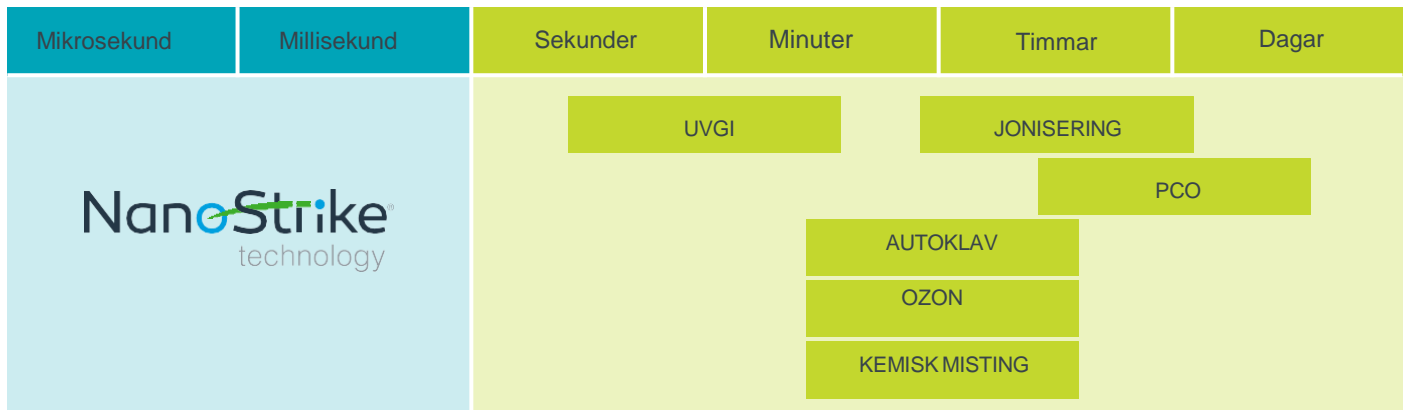 Mikrosekund
Millisekund
Sekunder
Minuter
Timmar
Dagar
UVGI
JONISERING
PCO
NanoStrike®
technology
AUTOKLAV
OZON
KEMISK MISTING